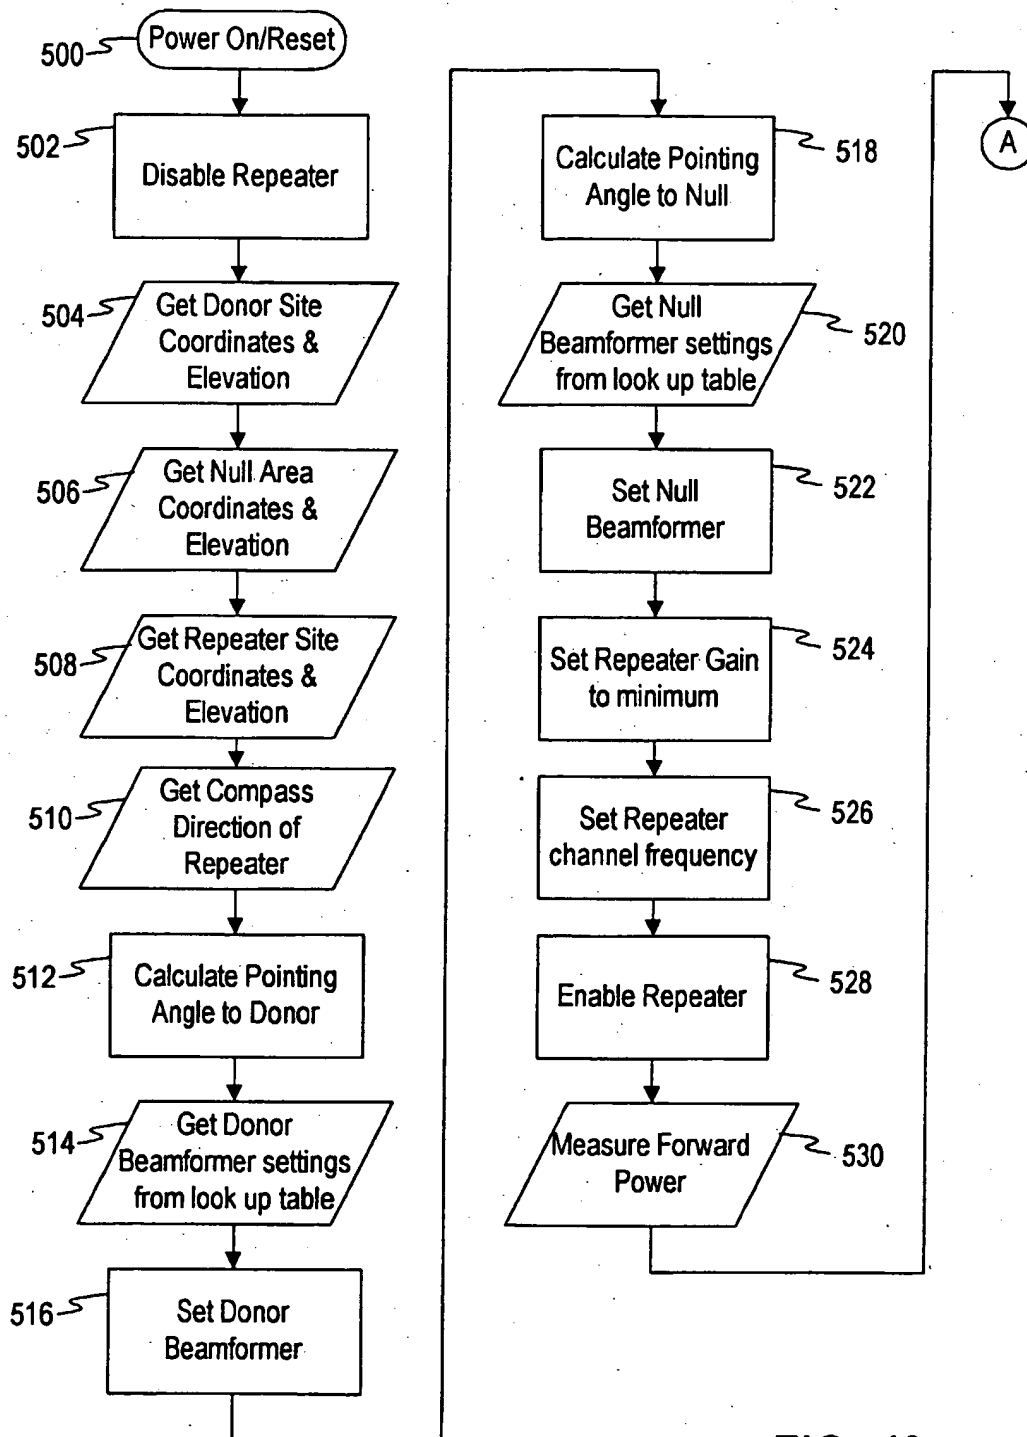 500
Power On/Reset
502
Disable Repeater
504
Get Donor Site
Coordinates &
Elevation
506
Get Null Area
Coordinates &
Elevation
508
Get Repeater Site
Coordinates &
Elevation
510
Get Compass
Direction of
Repeater
512
Calculate Pointing
Angle to Donor
514
Get Donor
Beamformer settings
from look up table
516
Set Donor
Beamformer
Calculate Pointing
Angle to Null
518
Get Null
Beamformer settings
from look up table
520
Set Null
Beamformer
522
Set Repeater Gain
to minimum
524
Set Repeater
channel frequency
526
Enable Repeater
528
Measure Forward
Power
530
A